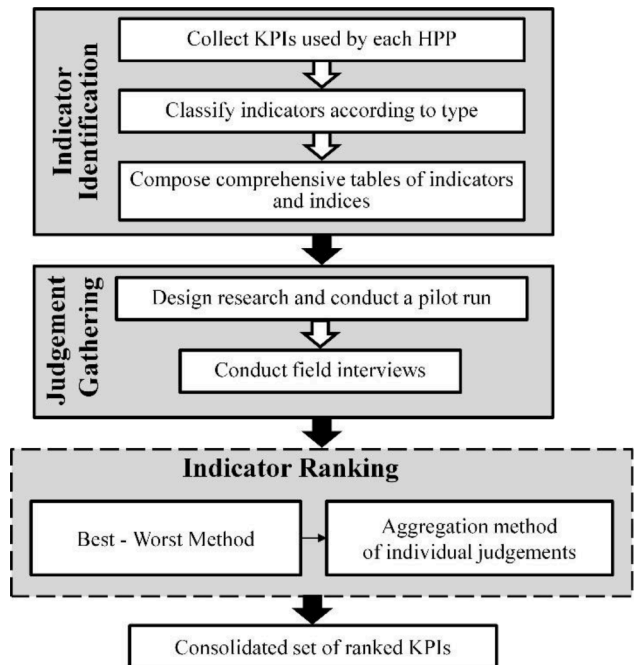 Indicator
Identification
Collect KPIs used by each HPP
Classify indicators according to type
Compose comprehensive tables of indicators
and indices
Judgement
Gathering
Design research and conduct a pilot run
Conduct field interviews
Indicator Ranking
Best - Worst Method
Aggregation method
of individual judgements
Consolidated set of ranked KPIs